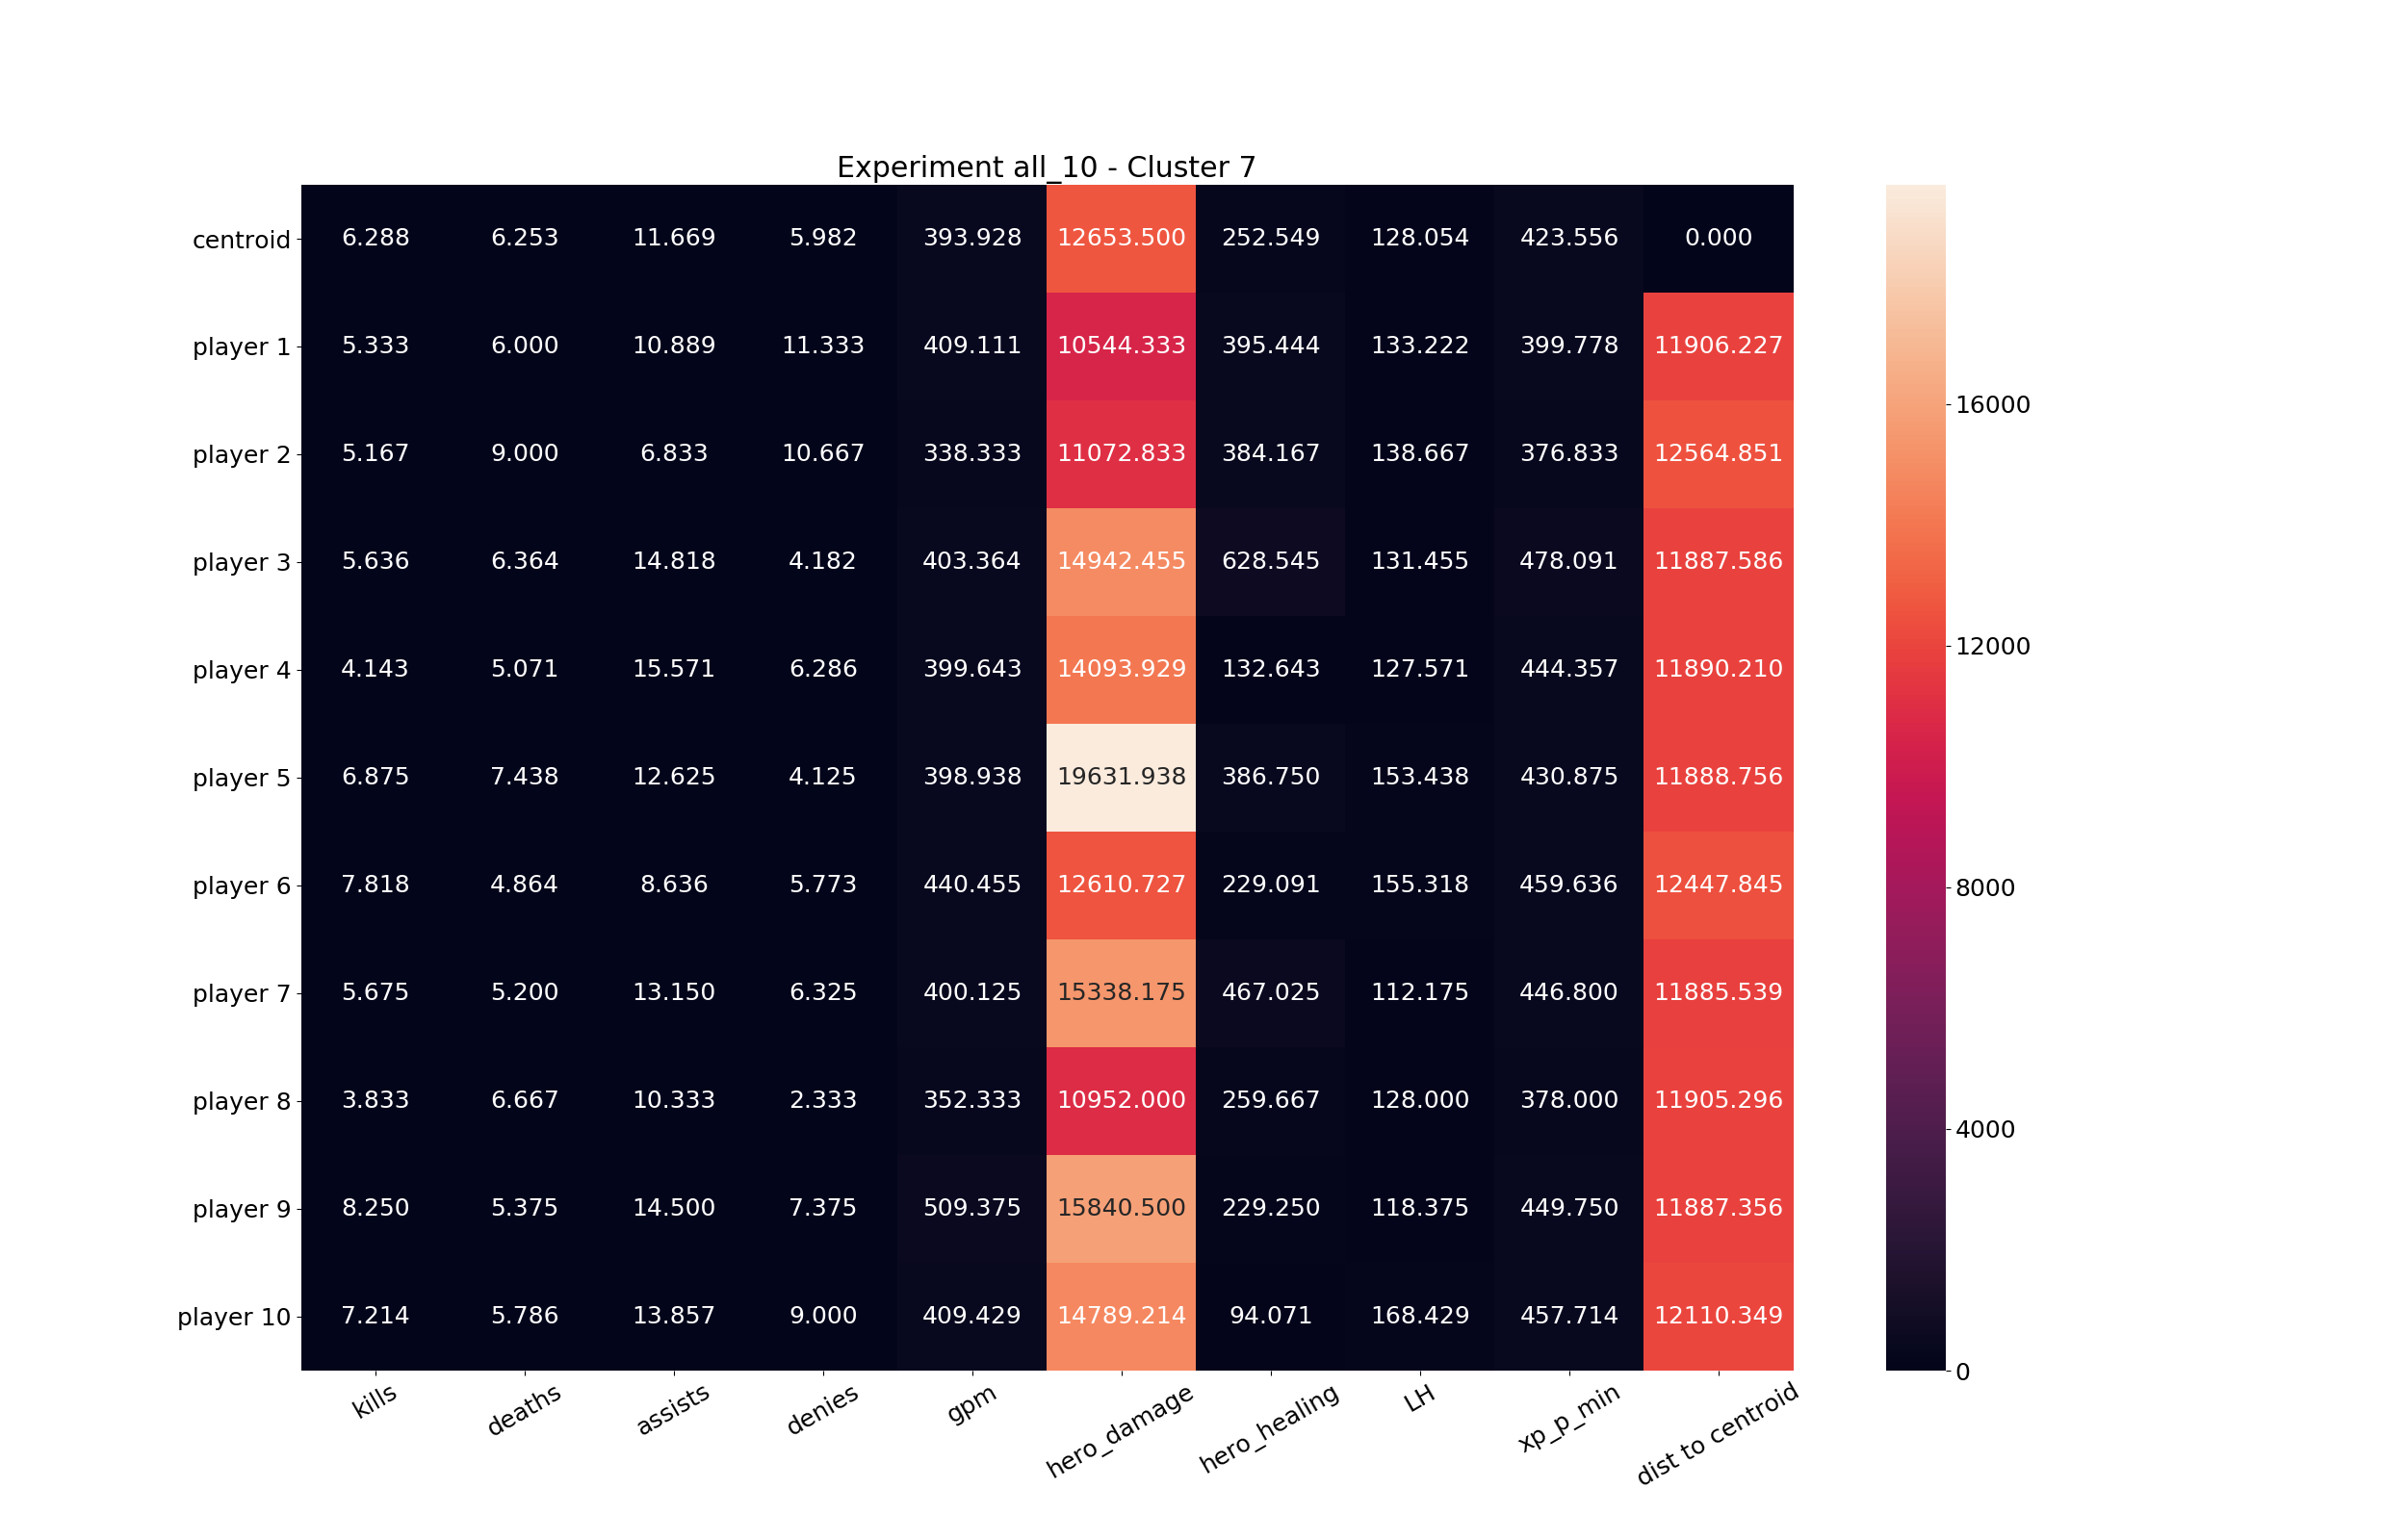 Experiment all_10 - Cluster 7
centroid 6.288 6.253 11.669 5.982 393.928 12653.500 252.549 128.054 423.556 0.000
player 1 5.333 6.000 10.889 11.333 409.111 10544.333 395.444 133.222 399.778 11906.227
player 2 5.167 9.000 6.833 10.667 338.333 11072.833 384.167 138.667 376.833 12564.851
player 3 5.636 6.364 14.818 4.182 403.364 14942.455 628.545 131.455 478.091 11887.586
player 4 4.143 5.071 15.571 6.286 399.643 14093.929 132.643 127.571 444.357 11890.210
player 5 6.875 7.438 12.625 4.125 398.938 19631.938 386.750 153.438 430.875 11888.756
player 6 7.818 4.864 8.636 5.773 440.455 12610.727 229.091 155.318 459.636 12447.845
player 7 5.675 5.200 13.150 6.325 400.125 15338.175 467.025 112.175 446.800 11885.539
player 8 3.833 6.667 10.333 2.333 352.333 10952.000 259.667 128.000 378.000 11905.296
player 9 8.250 5.375 14.500 7.375 509.375 15840.500 229.250 118.375 449.750 11887.356
player 10 7.214 5.786 13.857 9.000 409.429 14789.214 94.071 168.429 457.714 12110.349
kills deaths assists denies gpm hero_damage hero_healing LH xp_p_min dist to centroid
16000
12000
8000
4000
0